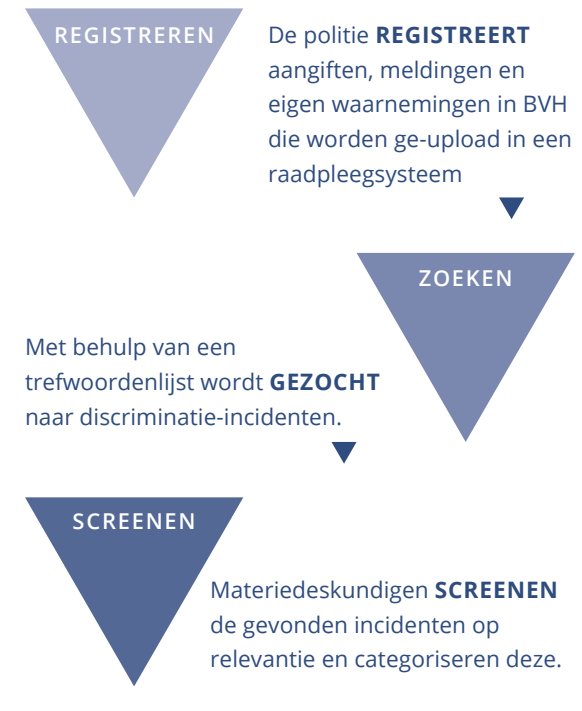 REGISTREREN
De politie REGISTREERT
aangiften, meldingen en
eigen waarnemingen in BVH
die worden ge-upload in een
raadpleegsysteem
ZOEKEN
Met behulp van een
trefwoordenlijst wordt GEZOCHT
naar discriminatie-incidenten.
SCREENEN
Materiedeskundigen SCREENEN
de gevonden incidenten op
relevantie en categoriseren deze.